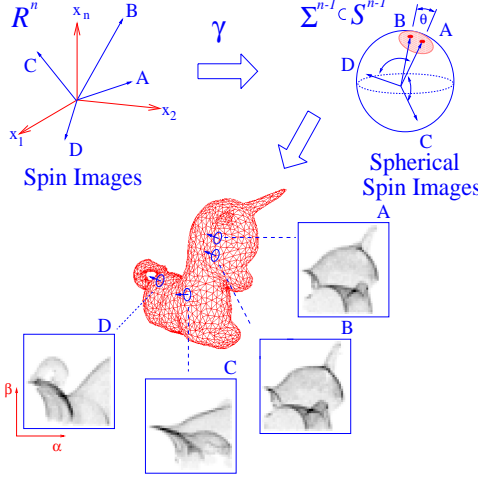 R^n
x_n
B
C
A
x_2
x_1
D
Spin Images
γ
Σ^{n-1} ⊂ S^{n-1}
B
θ
A
D
C
Spherical
Spin Images
A
B
C
D
β
α